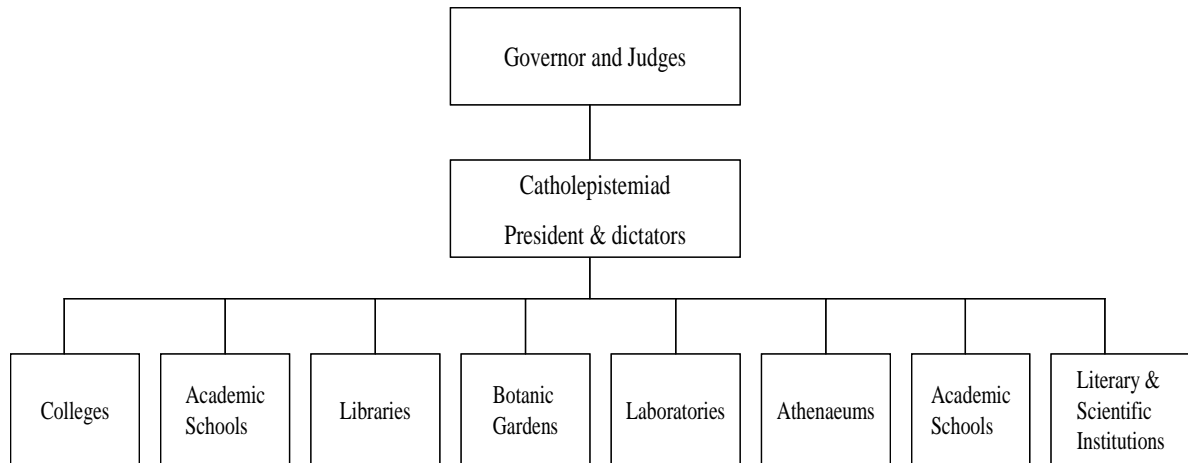 Governor and Judges
Catholepistemiad
President & dictators
Colleges
Academic
Schools
Libraries
Botanic
Gardens
Laboratories
Athenaeums
Academic
Schools
Literary &
Scientific
Institutions